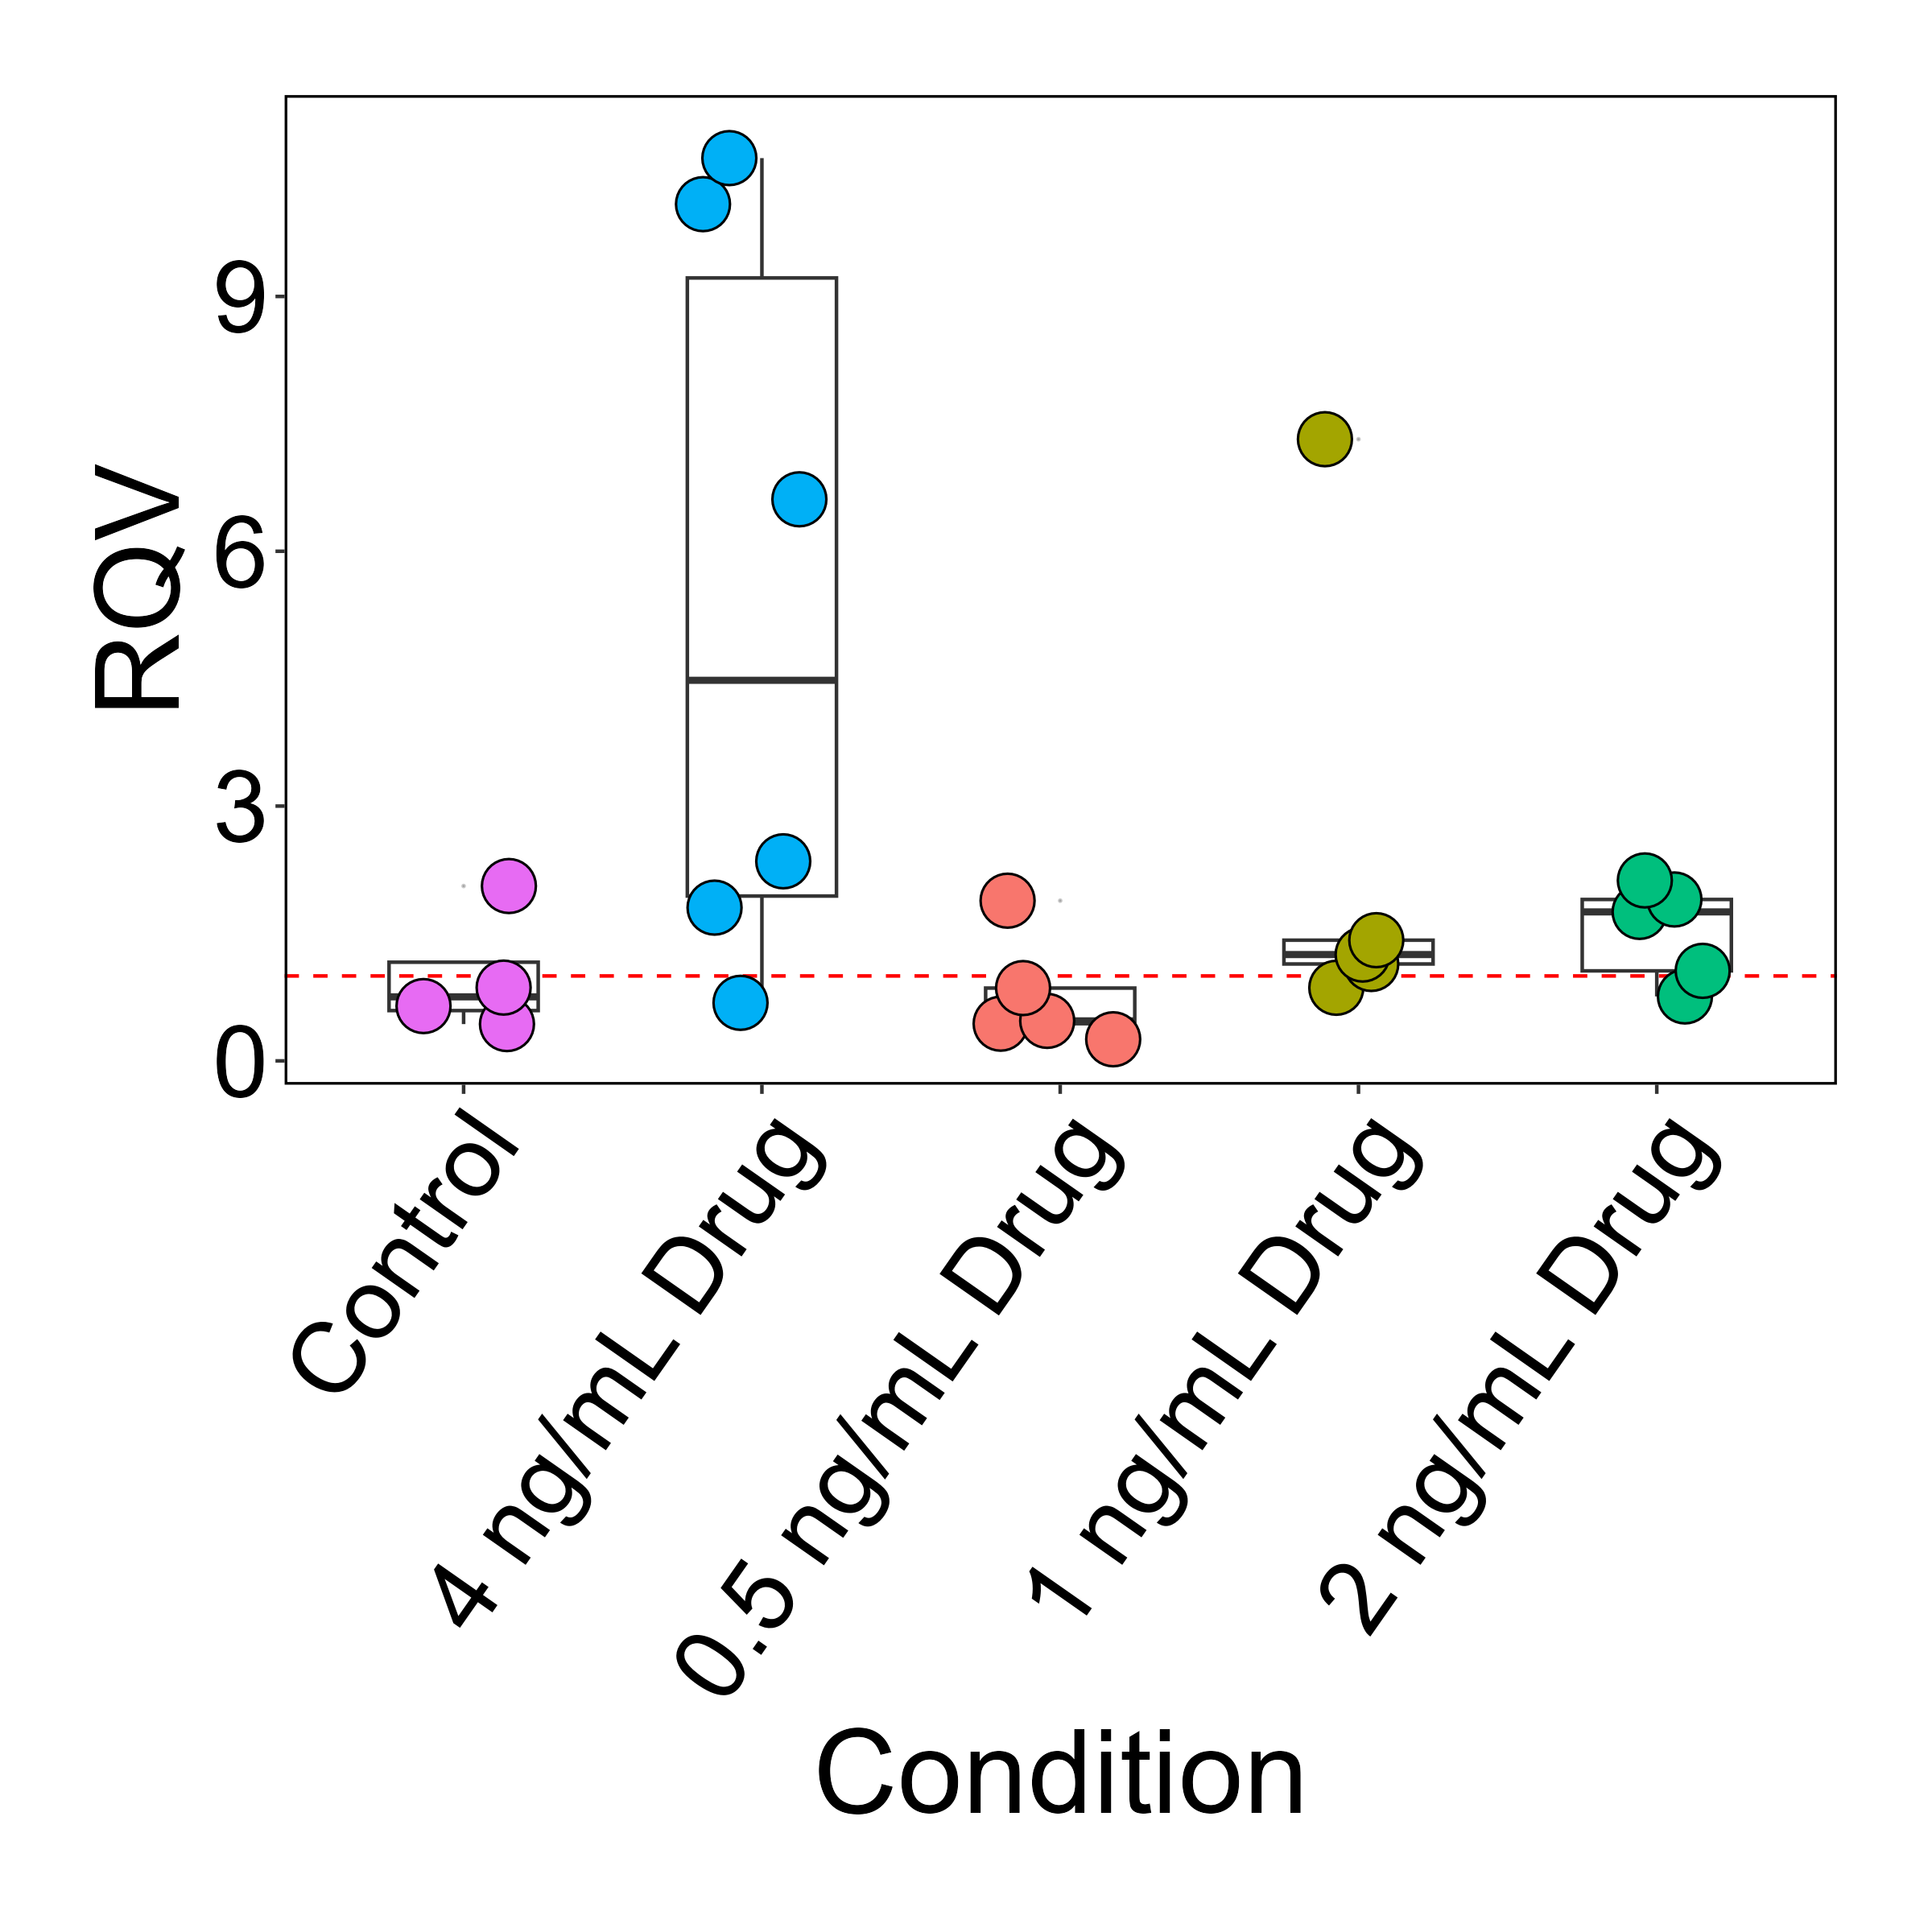 RQV
9
6
3
0
Control
4 ng/mL Drug
0.5 ng/mL Drug
1 ng/mL Drug
2 ng/mL Drug
Condition